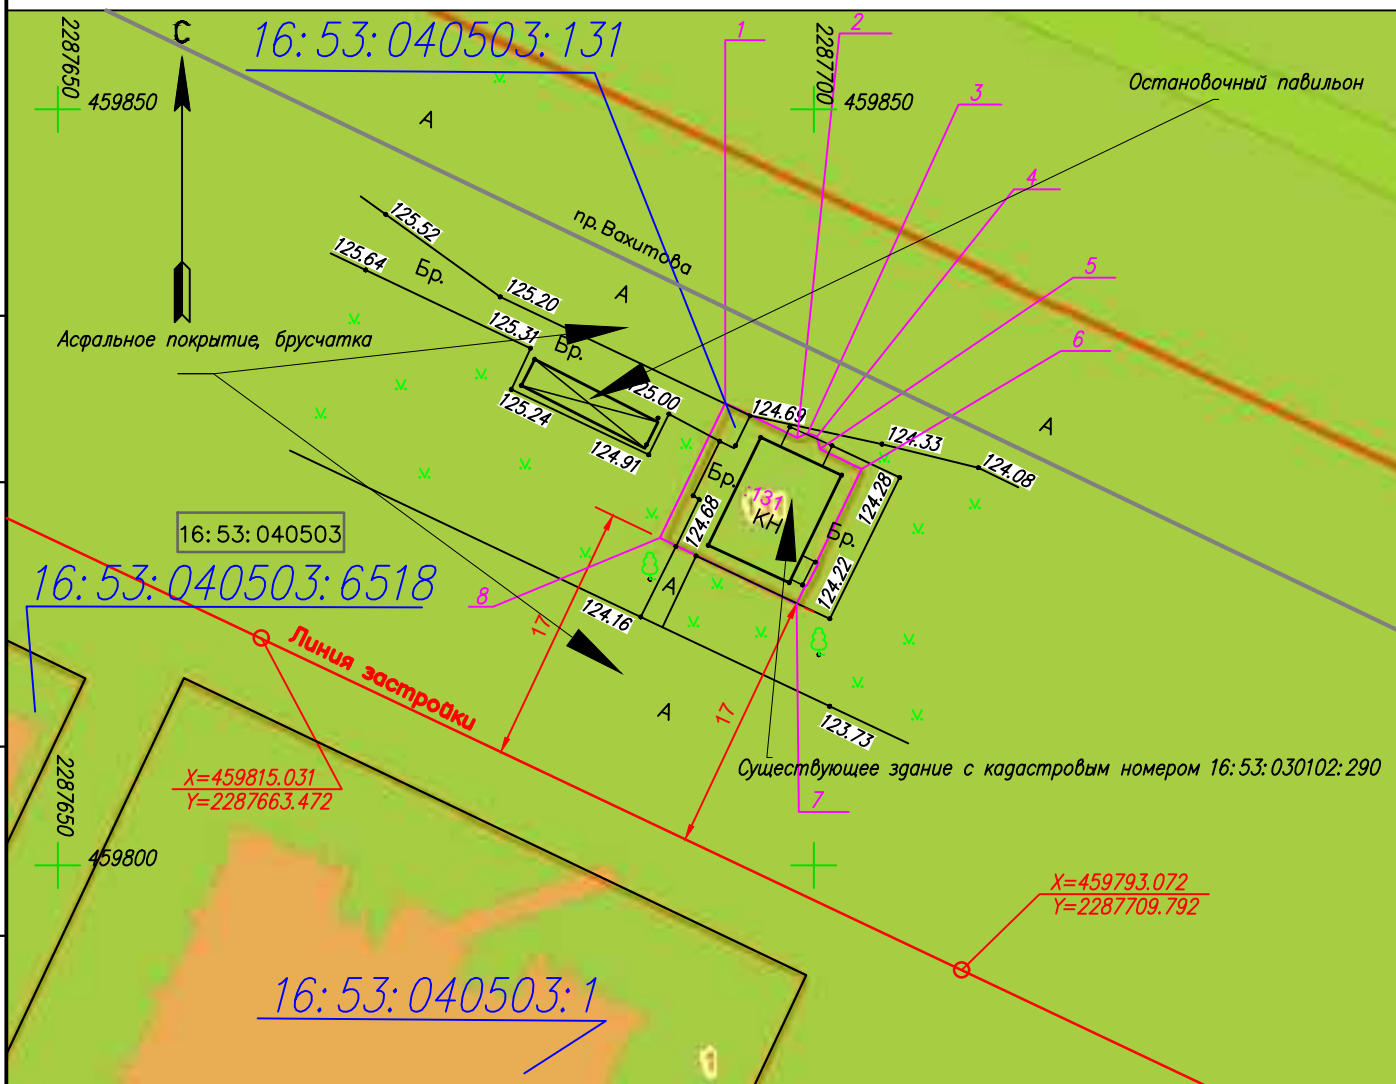 2287650
С
16:53:040503:131
1
2
2287700
459850
459850
Остановочный павильон
3
А
4
125.52
пр. Вахитова
125.64
Бр.
5
125.20
А
125.31
6
Асфальное покрытие, брусчатка
Бр.
125.00
125.24
124.69
А
124.33
124.91
124.08
Бр.
131
124.28
КН
124.68
Бр.
16:53:040503
16:53:040503:6518
А
124.22
8
124.16
17
Линия застройки
17
А
123.73
Существующее здание с кадастровым номером 16:53:030102:290
X=459815.031
Y=2287663.472
7
2287650
459800
X=459793.072
Y=2287709.792
16:53:040503:1